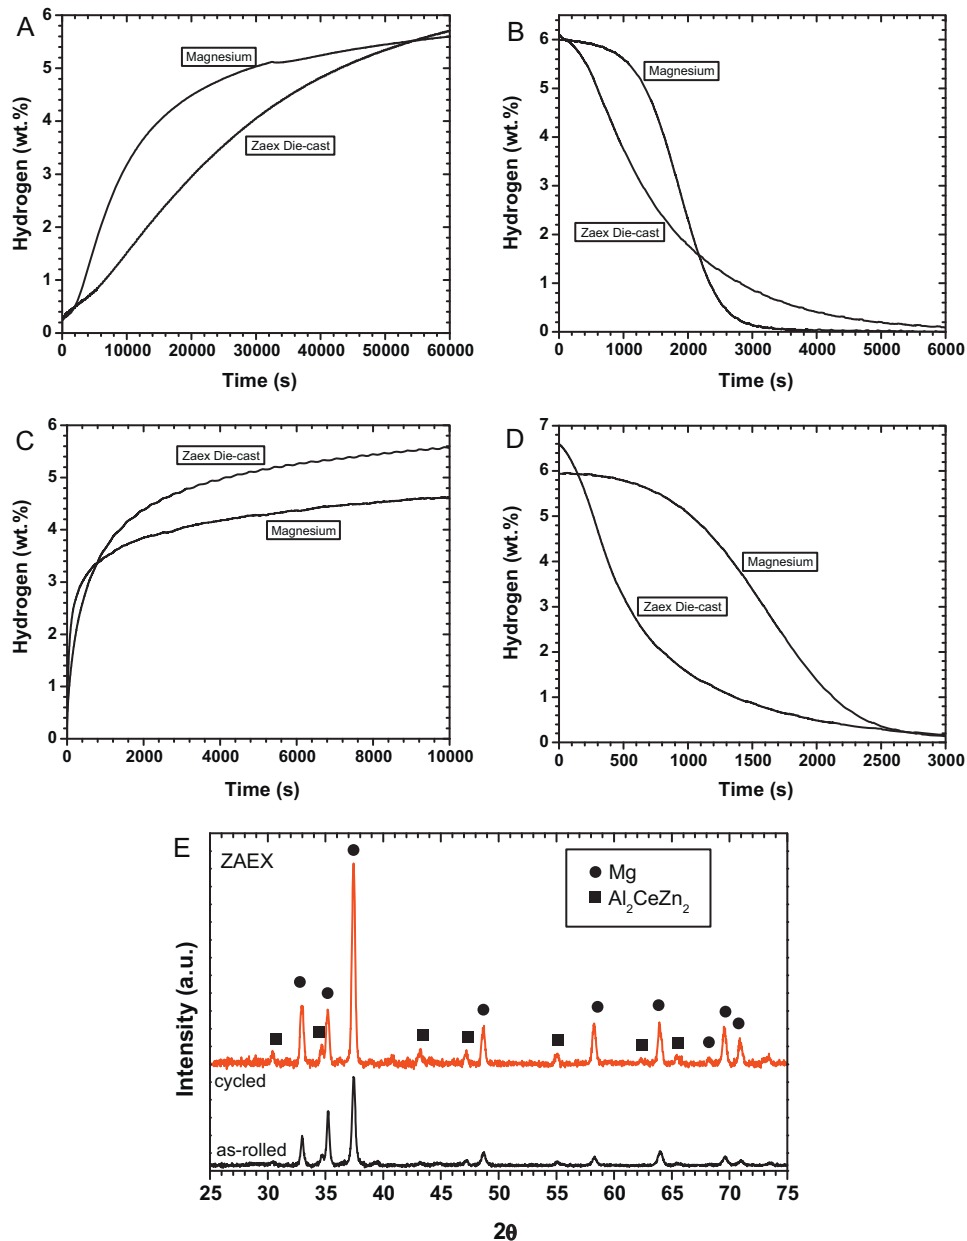 A
Magnesium
Zaex Die-cast
Hydrogen (wt.%)
6
5
4
3
2
1
0
0 10000 20000 30000 40000 50000 60000
Time (s)
B
Magnesium
Zaex Die-cast
Hydrogen (wt.%)
6
5
4
3
2
1
0
0 1000 2000 3000 4000 5000 6000
Time (s)
C
Zaex Die-cast
Magnesium
Hydrogen (wt.%)
6
5
4
3
2
1
0
0 2000 4000 6000 8000 10000
Time (s)
D
Magnesium
Zaex Die-cast
Hydrogen (wt.%)
7
6
5
4
3
2
1
0
0 500 1000 1500 2000 2500 3000
Time (s)
E
ZAEX
Mg
Al₂CeZn₂
Intensity (a.u.)
cycled
as-rolled
25 30 35 40 45 50 55 60 65 70 75
2θ